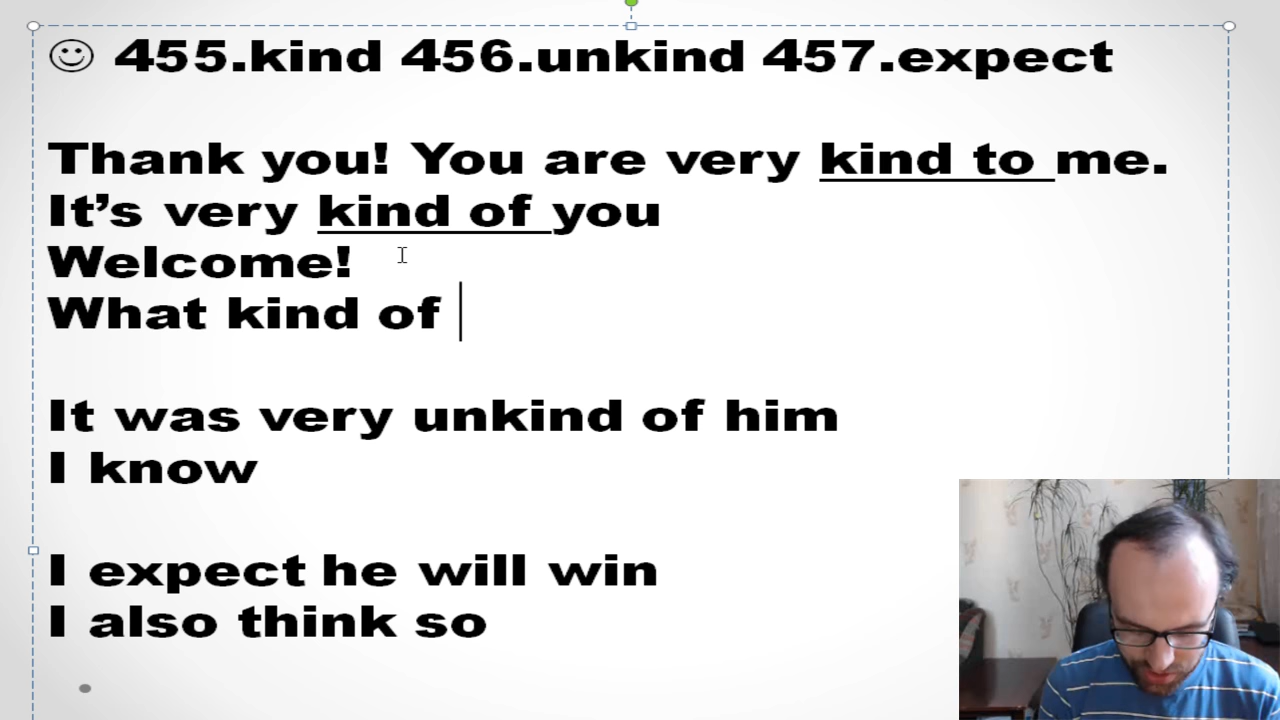 ☺ 455.kind 456.unkind 457.expect
Thank you! You are very kind to me.
It’s very kind of you
Welcome!
What kind of
It was very unkind of him
I know
I expect he will win
I also think so